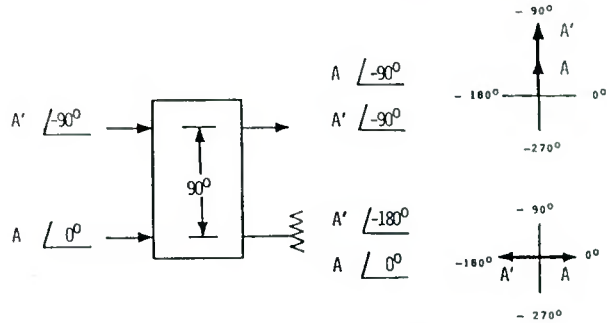 - 90°
A'
A
- 180°
0°
-270°
A ∠-90°
A' ∠-90°
A' ∠-90°
90°
A ∠0°
A' ∠-180°
A ∠0°
- 90°
-180°
0°
A'
A
- 270°